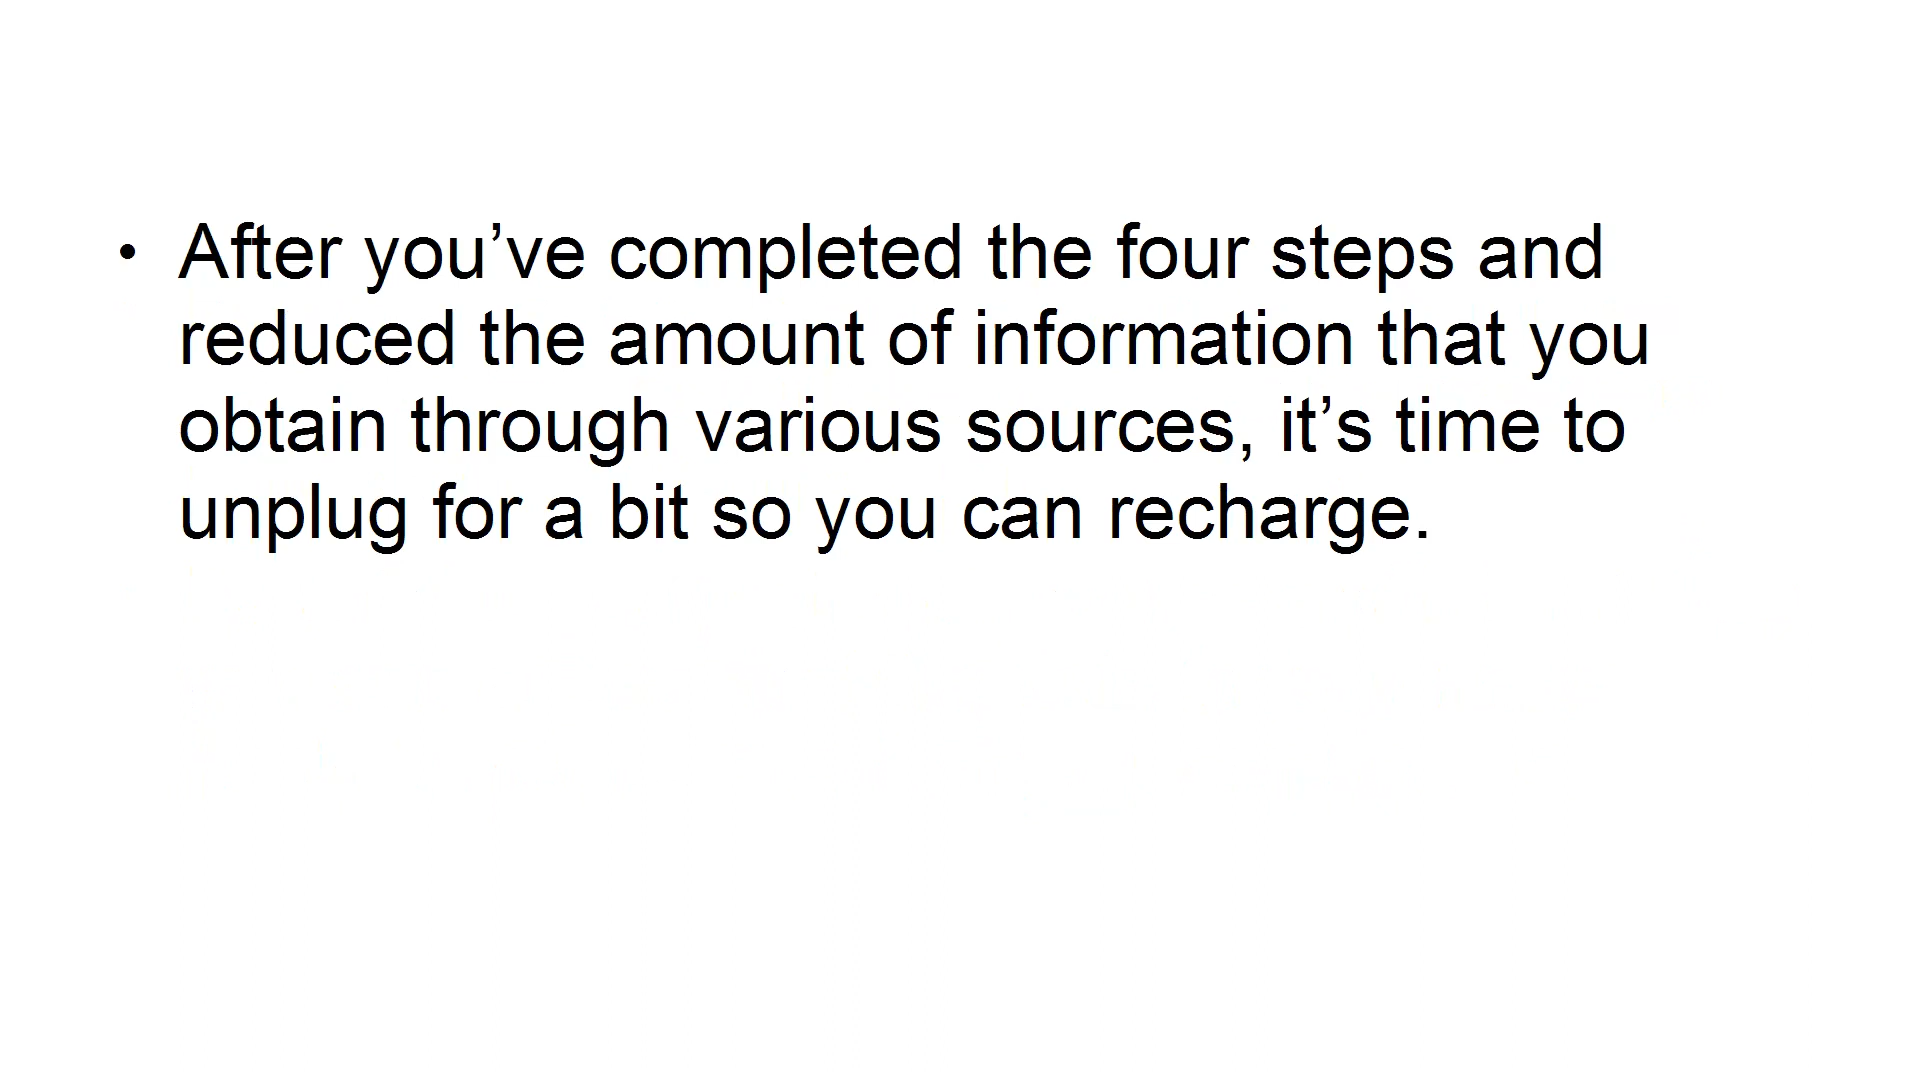 • After you’ve completed the four steps and
reduced the amount of information that you
obtain through various sources, it’s time to
unplug for a bit so you can recharge.